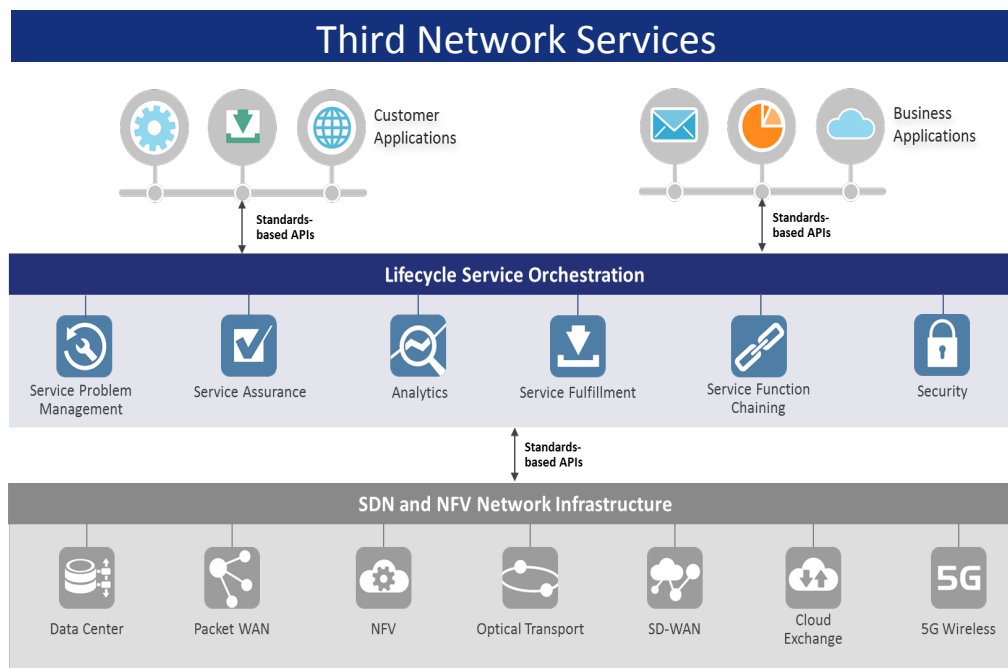 Third Network Services
Customer
Applications
Business
Applications
Standards-
based APIs
Standards-
based APIs
Lifecycle Service Orchestration
Service Problem
Management
Service Assurance
Analytics
Service Fulfillment
Service Function
Chaining
Security
Standards-
based APIs
SDN and NFV Network Infrastructure
5G
Data Center
Packet WAN
NFV
Optical Transport
SD-WAN
Cloud
Exchange
5G Wireless